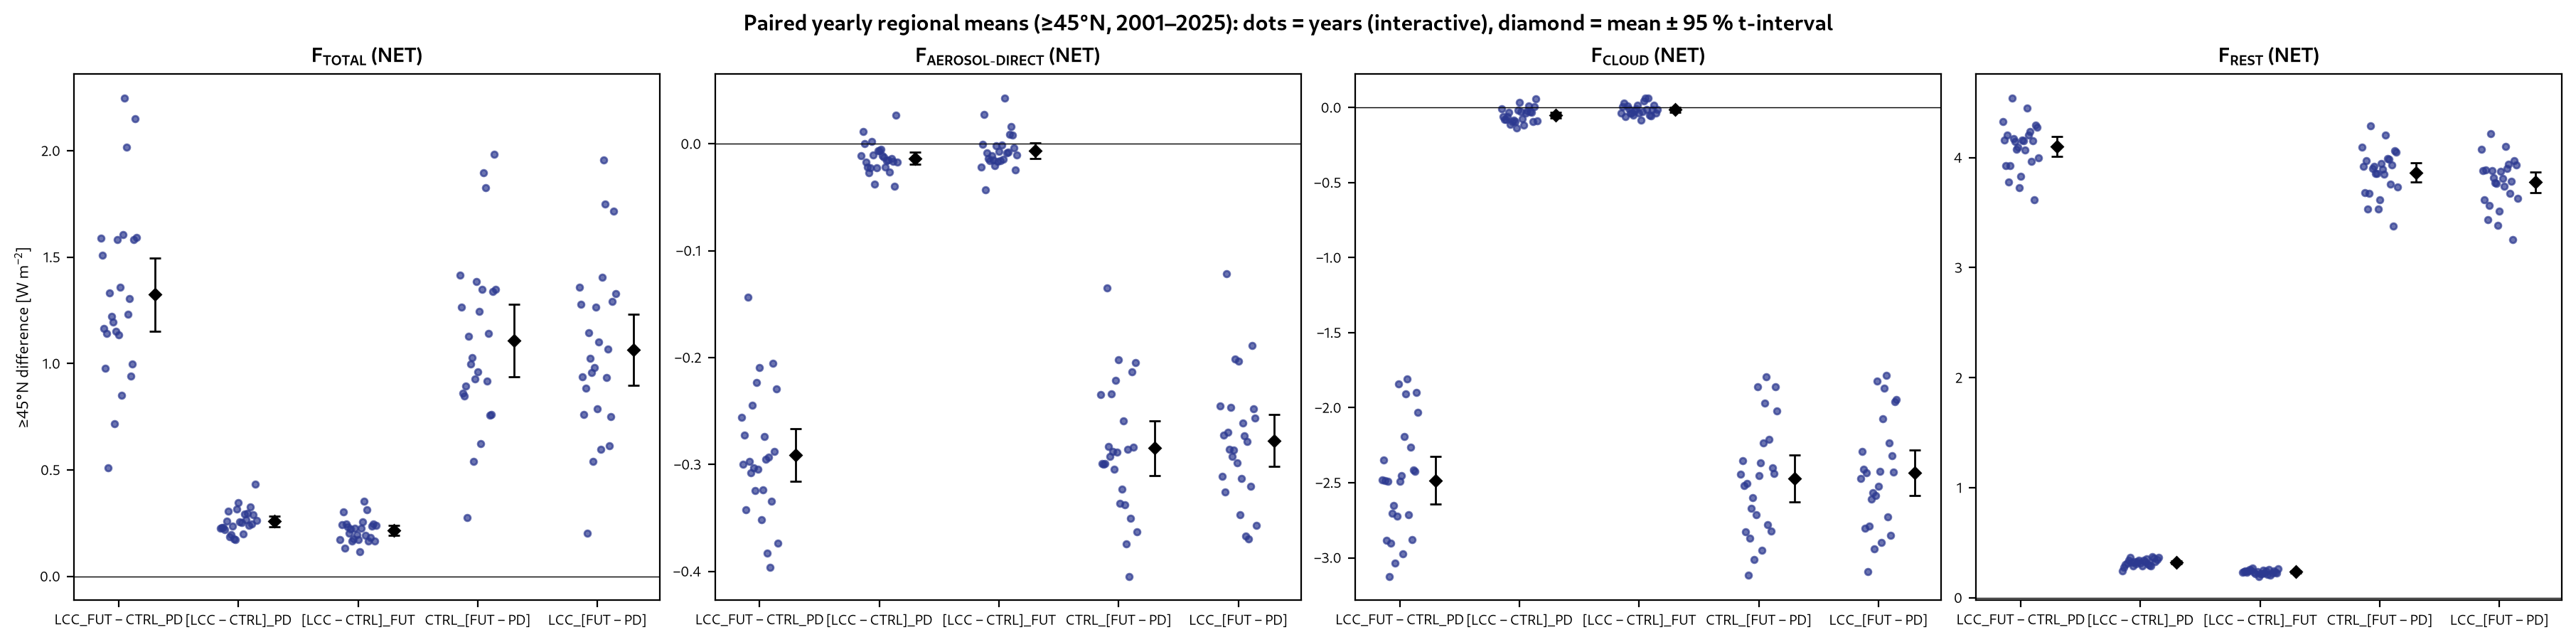 Paired yearly regional means (≥45°N, 2001–2025): dots = years (interactive), diamond = mean ± 95 % t-interval
F_TOTAL (NET)
F_AEROSOL-DIRECT (NET)
F_CLOUD (NET)
F_REST (NET)
≥45°N difference [W m⁻²]
2.0
1.5
1.0
0.5
0.0
LCC_FUT – CTRL_PD
[LCC – CTRL]_PD
[LCC – CTRL]_FUT
CTRL_[FUT – PD]
LCC_[FUT – PD]
0.0
−0.1
−0.2
−0.3
−0.4
LCC_FUT – CTRL_PD
[LCC – CTRL]_PD
[LCC – CTRL]_FUT
CTRL_[FUT – PD]
LCC_[FUT – PD]
0.0
−0.5
−1.0
−1.5
−2.0
−2.5
−3.0
LCC_FUT – CTRL_PD
[LCC – CTRL]_PD
[LCC – CTRL]_FUT
CTRL_[FUT – PD]
LCC_[FUT – PD]
4
3
2
1
0
LCC_FUT – CTRL_PD
[LCC – CTRL]_PD
[LCC – CTRL]_FUT
CTRL_[FUT – PD]
LCC_[FUT – PD]